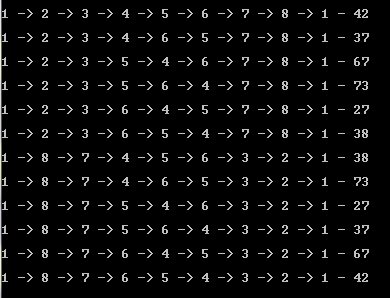 1 -> 2 -> 3 -> 4 -> 5 -> 6 -> 7 -> 8 -> 1 - 42
1 -> 2 -> 3 -> 4 -> 6 -> 5 -> 7 -> 8 -> 1 - 37
1 -> 2 -> 3 -> 5 -> 4 -> 6 -> 7 -> 8 -> 1 - 67
1 -> 2 -> 3 -> 5 -> 6 -> 4 -> 7 -> 8 -> 1 - 73
1 -> 2 -> 3 -> 6 -> 4 -> 5 -> 7 -> 8 -> 1 - 27
1 -> 2 -> 3 -> 6 -> 5 -> 4 -> 7 -> 8 -> 1 - 38
1 -> 8 -> 7 -> 4 -> 5 -> 6 -> 3 -> 2 -> 1 - 38
1 -> 8 -> 7 -> 4 -> 6 -> 5 -> 3 -> 2 -> 1 - 73
1 -> 8 -> 7 -> 5 -> 4 -> 6 -> 3 -> 2 -> 1 - 27
1 -> 8 -> 7 -> 5 -> 6 -> 4 -> 3 -> 2 -> 1 - 37
1 -> 8 -> 7 -> 6 -> 4 -> 5 -> 3 -> 2 -> 1 - 67
1 -> 8 -> 7 -> 6 -> 5 -> 4 -> 3 -> 2 -> 1 - 42